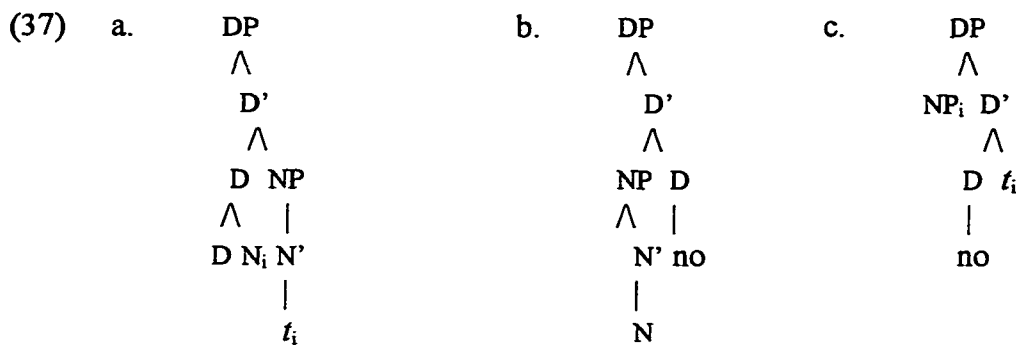 (37) a. DP b. DP c. DP
D' D' NPi D'
D NP NP D D ti
D Ni N' N' no no
ti N